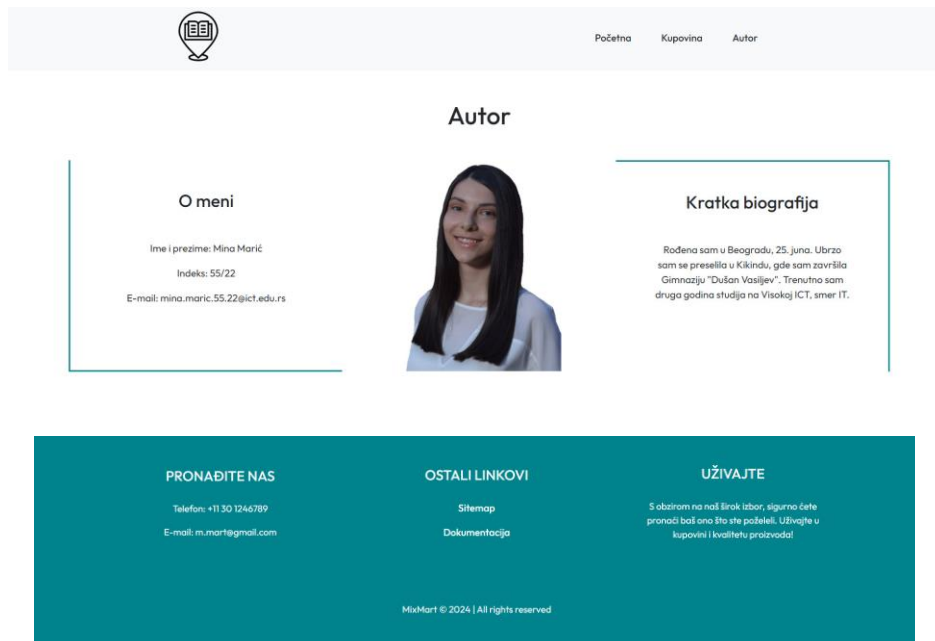 Početna Kupovina Autor
Autor
O meni
Ime i prezime: Mina Marić
Indeks: 55/22
E-mail: mina.maric.55.22@ict.edu.rs
Kratka biografija
Rođena sam u Beogradu, 25. juna. Ubrzo
sam se preselila u Kikindu, gde sam završila
Gimnaziju "Dušan Vasiljev". Trenutno sam
druga godina studija na Visokoj ICT, smer IT.
PRONAĐITE NAS
Telefon: +11 30 1246789
E-mail: m.mart@gmail.com
OSTALI LINKOVI
Sitemap
Dokumentacija
UŽIVAJTE
S obzirom na naš širok izbor, sigurno ćete
pronaći baš ono što ste poželeli. Uživajte u
kupovini i kvalitetu proizvoda!
MixMart © 2024 | All rights reserved